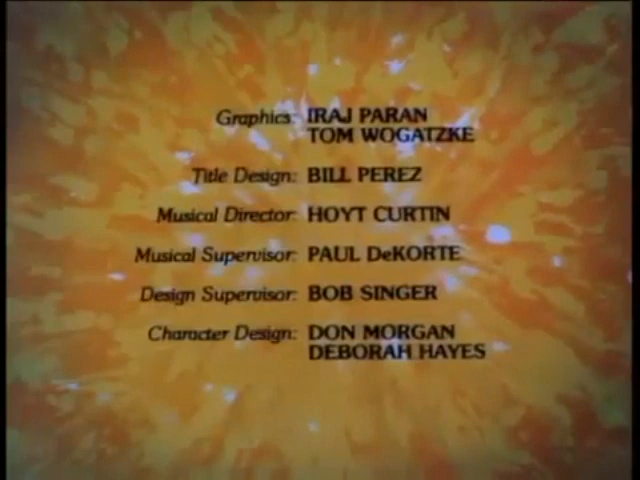 Graphics: IRAJ PARAN
TOM WOGATZKE
Title Design: BILL PEREZ
Musical Director: HOYT CURTIN
Musical Supervisor: PAUL DeKORTE
Design Supervisor: BOB SINGER
Character Design: DON MORGAN
DEBORAH HAYES